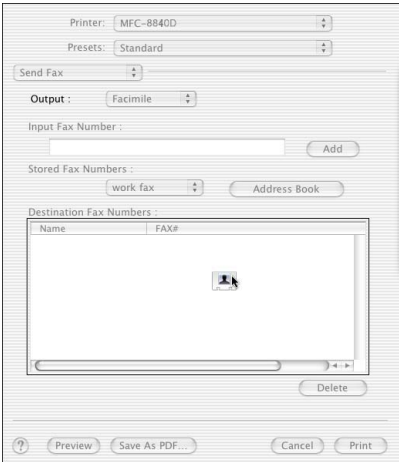 Printer: MFC-8840D
Presets: Standard
Send Fax
Output : Facimile
Input Fax Number :
Add
Stored Fax Numbers :
work fax Address Book
Destination Fax Numbers :
Name FAX#
Delete
? Preview Save As PDF... Cancel Print